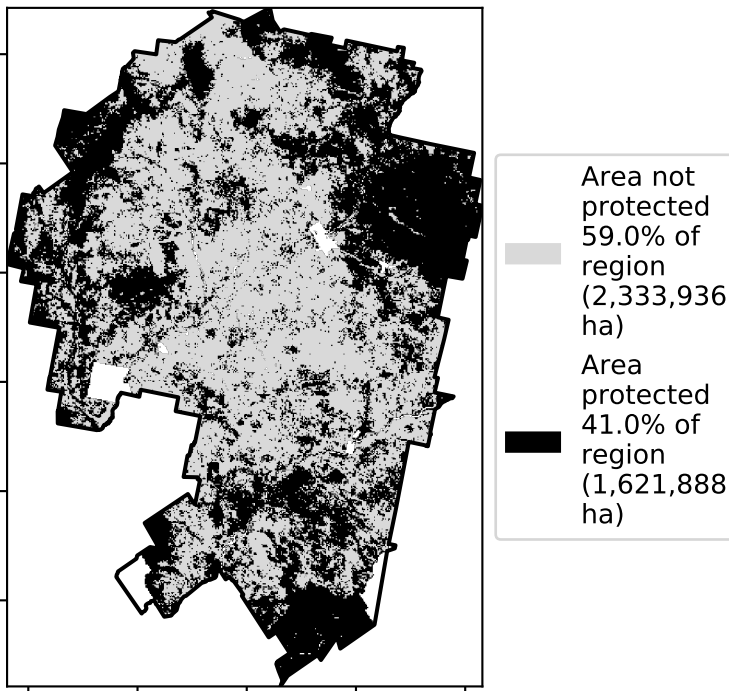 Area not
protected
59.0% of
region
(2,333,936
ha)
Area
protected
41.0% of
region
(1,621,888
ha)